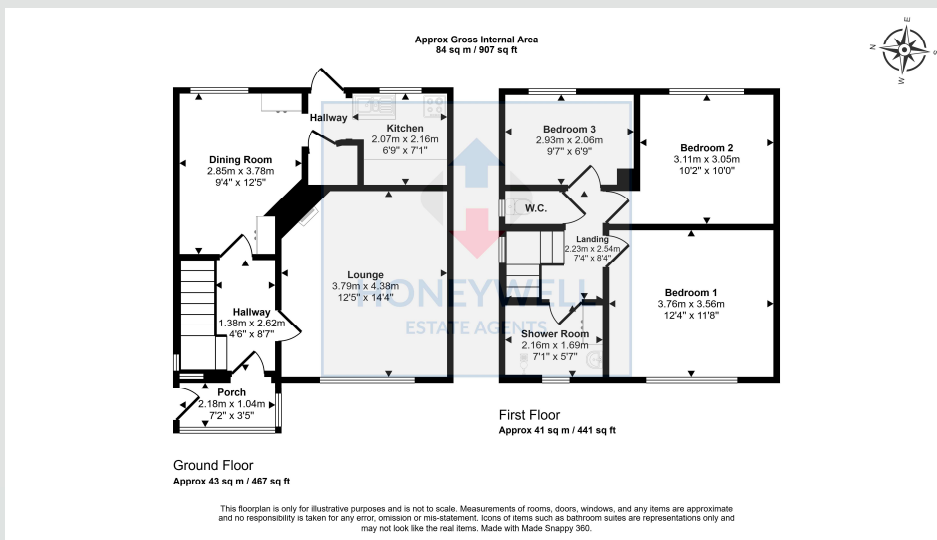 Approx Gross Internal Area
84 sq m / 907 sq ft
E
N
S
W
Hallway
Kitchen
2.07m x 2.16m
6'9" x 7'1"
Dining Room
2.85m x 3.78m
9'4" x 12'5"
Lounge
3.79m x 4.38m
12'5" x 14'4"
Hallway
1.38m x 2.62m
4'6" x 8'7"
Porch
2.18m x 1.04m
7'2" x 3'5"
Ground Floor
Approx 43 sq m / 467 sq ft
Bedroom 3
2.93m x 2.06m
9'7" x 6'9"
Bedroom 2
3.11m x 3.05m
10'2" x 10'0"
W.C.
Landing
2.23m x 2.54m
7'4" x 8'4"
Bedroom 1
3.76m x 3.56m
12'4" x 11'8"
Shower Room
2.16m x 1.69m
7'1" x 5'7"
First Floor
Approx 41 sq m / 441 sq ft
HONEYWELL
ESTATE AGENTS
This floorplan is only for illustrative purposes and is not to scale. Measurements of rooms, doors, windows, and any items are approximate
and no responsibility is taken for any error, omission or mis-statement. Icons of items such as bathroom suites are representations only and
may not look like the real items. Made with Made Snappy 360.